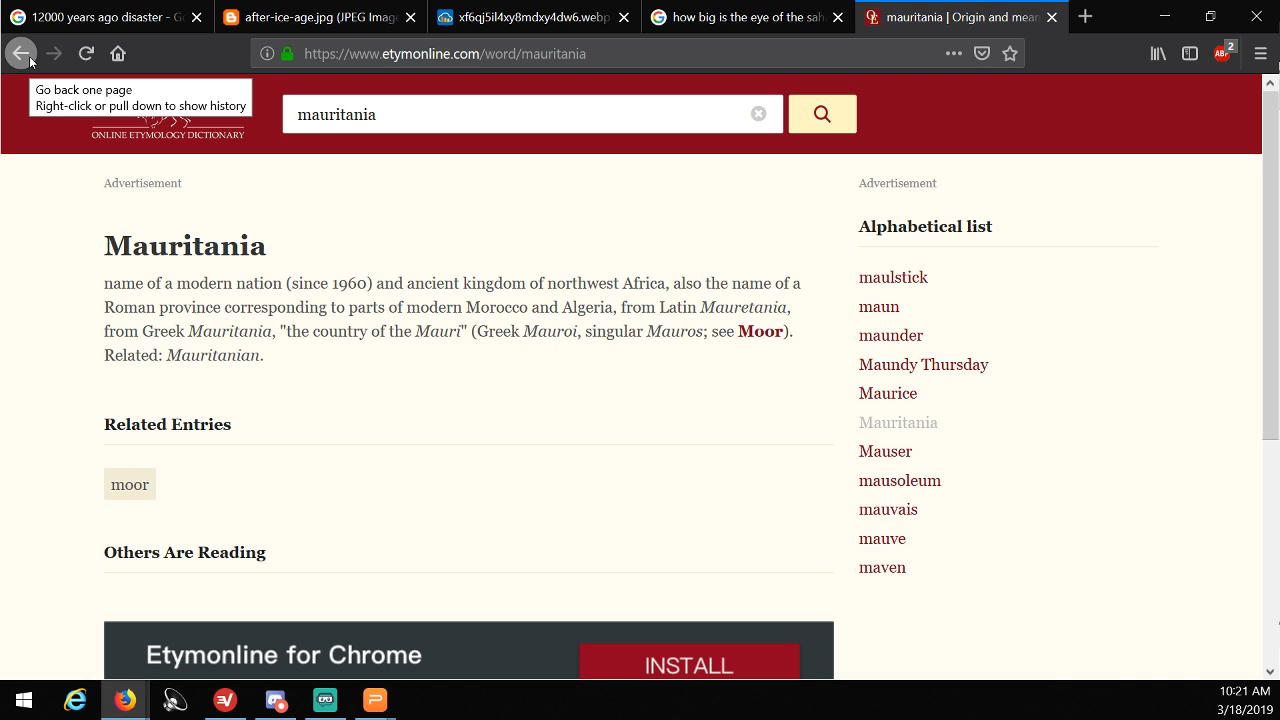 12000 years ago disaster - Go
after-ice-age.jpg (JPEG Imag
xf6qj5il4xy8mdxy4dw6.webp
how big is the eye of the sah
mauritania | Origin and mean
https://www.etymonline.com/word/mauritania
ABP
2
Go back one page
Right-click or pull down to show history
ONLINE ETYMOLOGY DICTIONARY
mauritania
Advertisement
Mauritania
name of a modern nation (since 1960) and ancient kingdom of northwest Africa, also the name of a
Roman province corresponding to parts of modern Morocco and Algeria, from Latin Mauretania,
from Greek Mauritania, "the country of the Mauri" (Greek Mauroi, singular Mauros; see Moor).
Related: Mauritanian.
Related Entries
moor
Others Are Reading
Etymonline for Chrome
INSTALL
Advertisement
Alphabetical list
maulstick
maun
maunder
Maundy Thursday
Maurice
Mauritania
Mauser
mausoleum
mauvais
mauve
maven
10:21 AM
3/18/2019